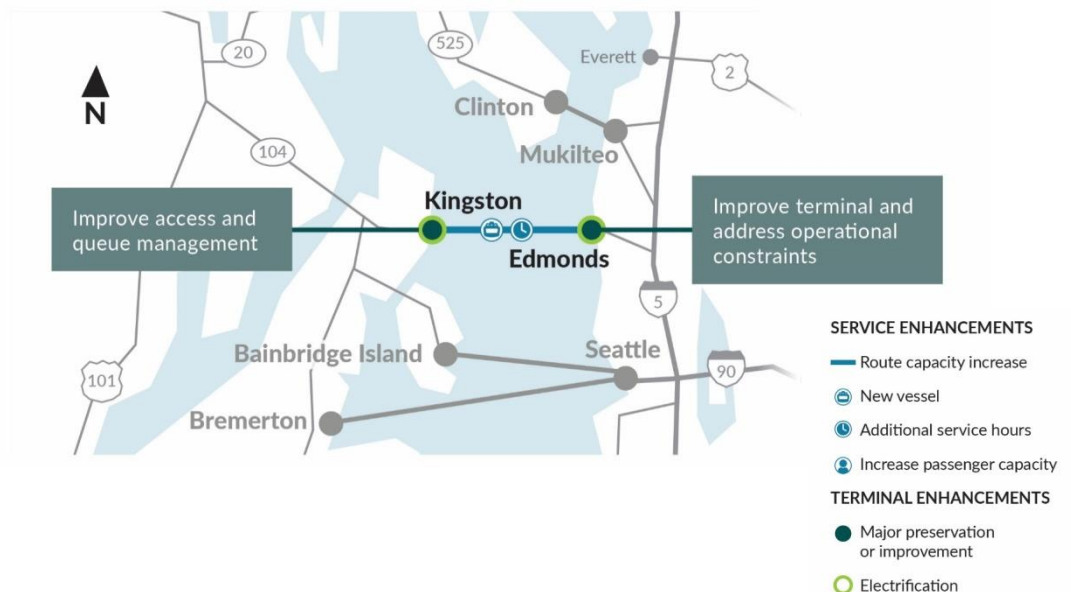 525
20
Everett
2
N
Clinton
104
Mukilteo
Improve access and
queue management
Kingston
Edmonds
Improve terminal and
address operational
constraints
5
Bainbridge Island
Seattle
90
101
Bremerton
SERVICE ENHANCEMENTS
Route capacity increase
New vessel
Additional service hours
Increase passenger capacity
TERMINAL ENHANCEMENTS
Major preservation
or improvement
Electrification